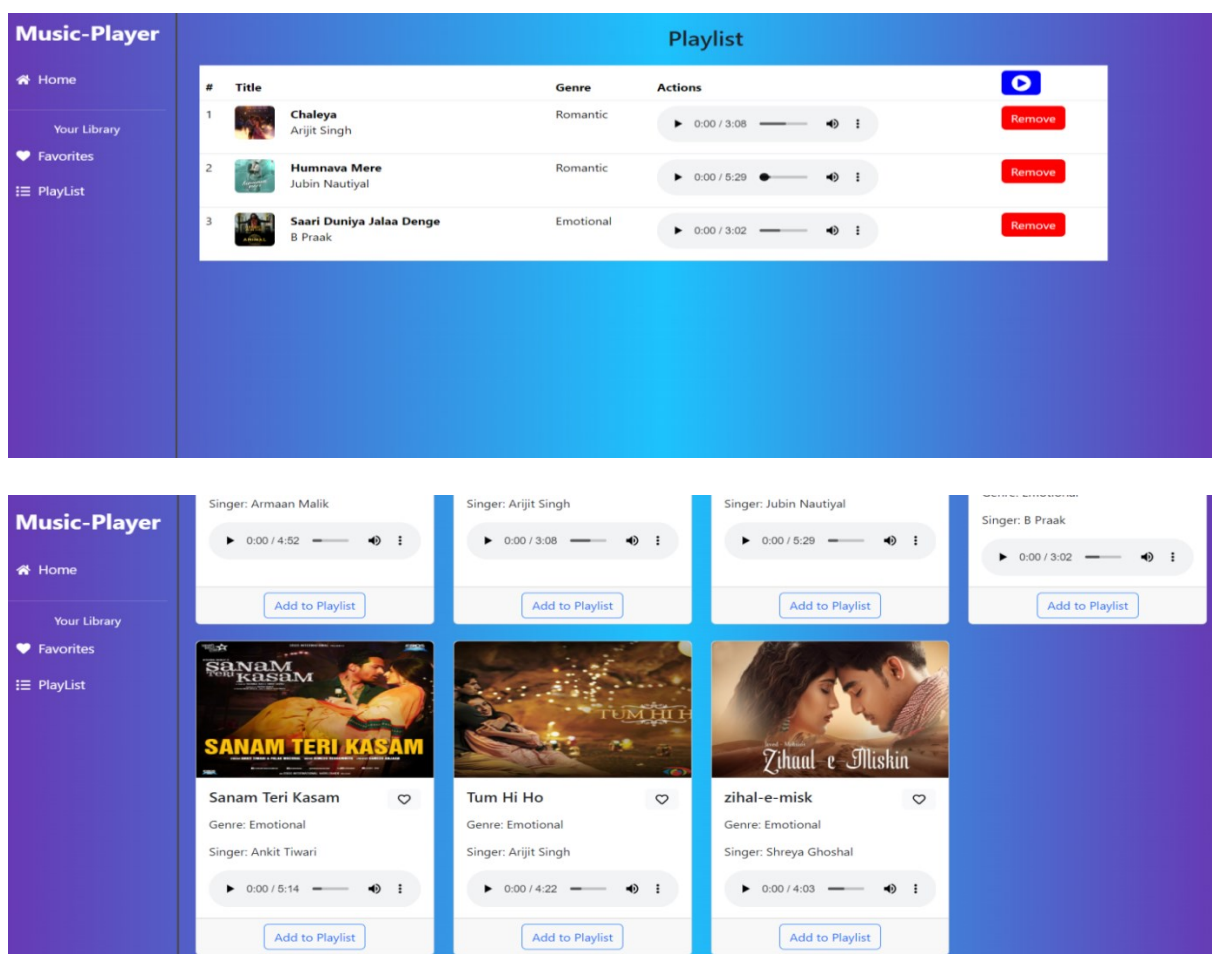 Music-Player
Home
Your Library
Favorites
PlayList
Playlist
# Title Genre Actions
1 Chaleya Romantic 0:00 / 3:08 Remove
Arijit Singh
2 Humnava Mere Romantic 0:00 / 5:29 Remove
Jubin Nautiyal
3 Saari Duniya Jalaa Denge Emotional 0:00 / 3:02 Remove
B Praak
ANIMAL
Music-Player
Home
Your Library
Favorites
PlayList
Singer: Armaan Malik
0:00 / 4:52
Add to Playlist
Singer: Arijit Singh
0:00 / 3:08
Add to Playlist
Singer: Jubin Nautiyal
0:00 / 5:29
Add to Playlist
Singer: B Praak
0:00 / 3:02
Add to Playlist
SANAM
TERI KASAM
SANAM TERI KASAM
Sanam Teri Kasam
Genre: Emotional
Singer: Ankit Tiwari
0:00 / 5:14
Add to Playlist
TUM HI H
Tum Hi Ho
Genre: Emotional
Singer: Arijit Singh
0:00 / 4:22
Add to Playlist
Zihaal e Miskin
zihal-e-misk
Genre: Emotional
Singer: Shreya Ghoshal
0:00 / 4:03
Add to Playlist